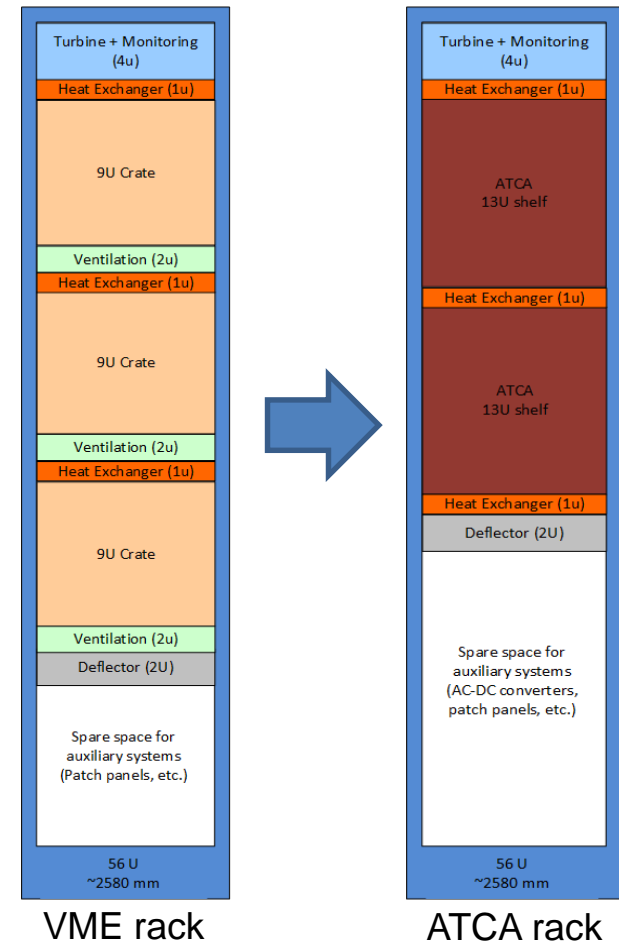 Turbine + Monitoring
(4u)
Heat Exchanger (1u)
9U Crate
Ventilation (2u)
Heat Exchanger (1u)
9U Crate
Ventilation (2u)
Heat Exchanger (1u)
9U Crate
Ventilation (2u)
Deflector (2U)
Spare space for
auxiliary systems
(Patch panels, etc.)
56 U
~2580 mm
VME rack
Turbine + Monitoring
(4u)
Heat Exchanger (1u)
ATCA
13U shelf
Heat Exchanger (1u)
ATCA
13U shelf
Heat Exchanger (1u)
Deflector (2U)
Spare space for
auxiliary systems
(AC-DC converters,
patch panels, etc.)
56 U
~2580 mm
ATCA rack